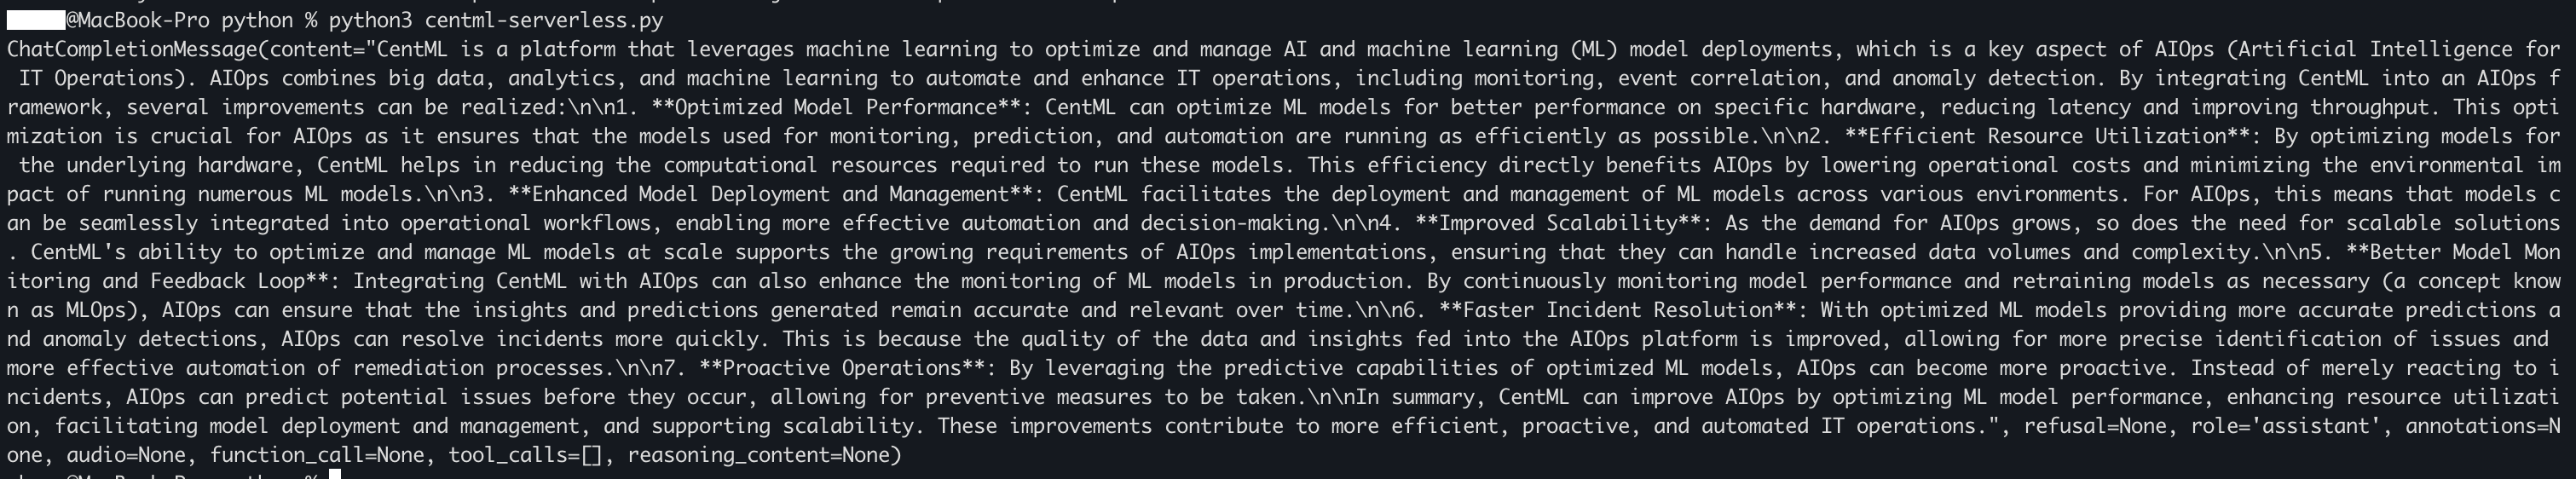 @MacBook-Pro python % python3 centml-serverless.py
ChatCompletionMessage(content="CentML is a platform that leverages machine learning to optimize and manage AI and machine learning (ML) model deployments, which is a key aspect of AIOps (Artificial Intelligence for
 IT Operations). AIOps combines big data, analytics, and machine learning to automate and enhance IT operations, including monitoring, event correlation, and anomaly detection. By integrating CentML into an AIOps f
ramework, several improvements can be realized:\n\n1. **Optimized Model Performance**: CentML can optimize ML models for better performance on specific hardware, reducing latency and improving throughput. This opti
mization is crucial for AIOps as it ensures that the models used for monitoring, prediction, and automation are running as efficiently as possible.\n\n2. **Efficient Resource Utilization**: By optimizing models for
 the underlying hardware, CentML helps in reducing the computational resources required to run these models. This efficiency directly benefits AIOps by lowering operational costs and minimizing the environmental im
pact of running numerous ML models.\n\n3. **Enhanced Model Deployment and Management**: CentML facilitates the deployment and management of ML models across various environments. For AIOps, this means that models c
an be seamlessly integrated into operational workflows, enabling more effective automation and decision-making.\n\n4. **Improved Scalability**: As the demand for AIOps grows, so does the need for scalable solutions
. CentML's ability to optimize and manage ML models at scale supports the growing requirements of AIOps implementations, ensuring that they can handle increased data volumes and complexity.\n\n5. **Better Model Mon
itoring and Feedback Loop**: Integrating CentML with AIOps can also enhance the monitoring of ML models in production. By continuously monitoring model performance and retraining models as necessary (a concept know
n as MLOps), AIOps can ensure that the insights and predictions generated remain accurate and relevant over time.\n\n6. **Faster Incident Resolution**: With optimized ML models providing more accurate predictions a
nd anomaly detections, AIOps can resolve incidents more quickly. This is because the quality of the data and insights fed into the AIOps platform is improved, allowing for more precise identification of issues and
more effective automation of remediation processes.\n\n7. **Proactive Operations**: By leveraging the predictive capabilities of optimized ML models, AIOps can become more proactive. Instead of merely reacting to i
ncidents, AIOps can predict potential issues before they occur, allowing for preventive measures to be taken.\n\nIn summary, CentML can improve AIOps by optimizing ML model performance, enhancing resource utilizati
on, facilitating model deployment and management, and supporting scalability. These improvements contribute to more efficient, proactive, and automated IT operations.", refusal=None, role='assistant', annotations=N
one, audio=None, function_call=None, tool_calls=[], reasoning_content=None)
@MacBook-Pro python %